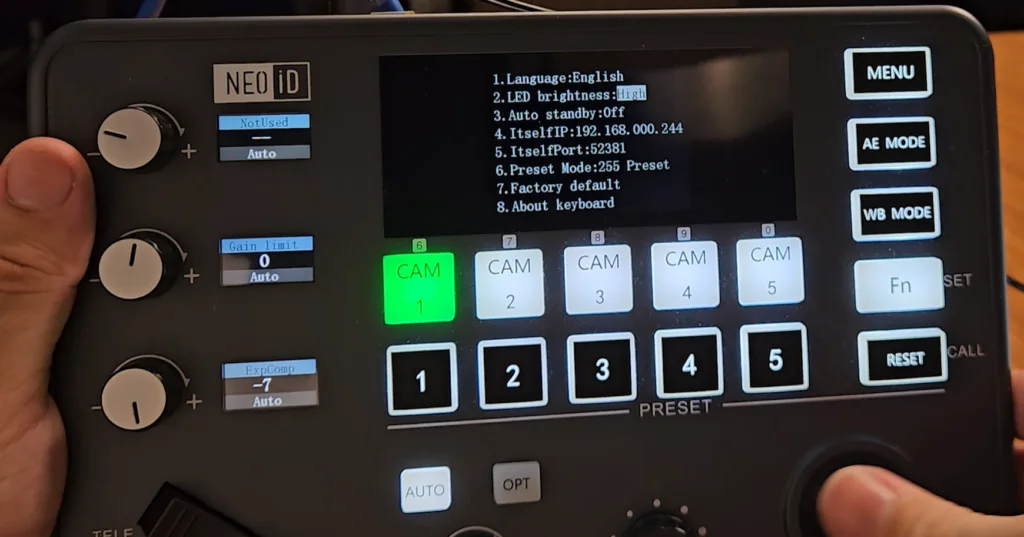 NEO iD
NotUsed
—
Auto
Gain limit
0
Auto
ExpComp
-7
Auto
- +
- +
- +
1.Language:English
2.LED brightness:High
3.Auto standby:Off
4.ItselfIP:192.168.000.244
5.ItselfPort:52381
6.Preset Mode:255 Preset
7.Factory default
8.About keyboard
MENU
AE MODE
WB MODE
Fn SET
RESET CALL
6 7 8 9 0
CAM 1
CAM 2
CAM 3
CAM 4
CAM 5
1 2 3 4 5
PRESET
AUTO OPT
TELE